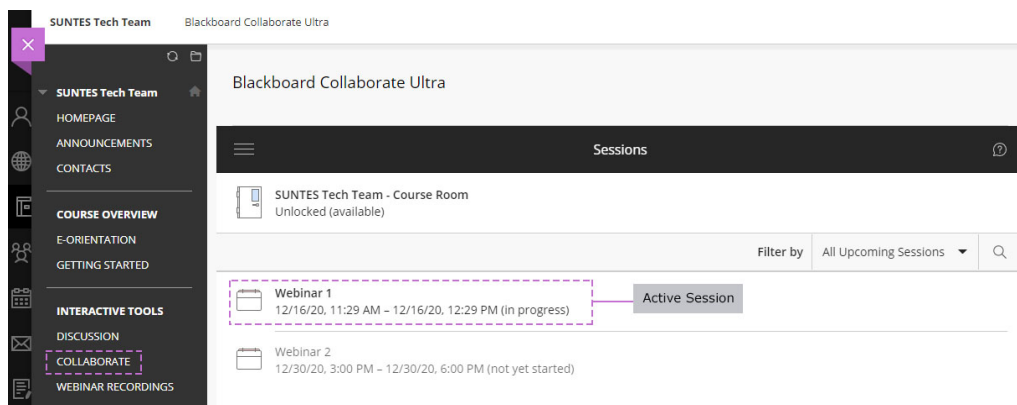 SUNTES Tech Team
Blackboard Collaborate Ultra
SUNTES Tech Team
HOMEPAGE
ANNOUNCEMENTS
CONTACTS
COURSE OVERVIEW
E-ORIENTATION
GETTING STARTED
INTERACTIVE TOOLS
DISCUSSION
COLLABORATE
WEBINAR RECORDINGS
Blackboard Collaborate Ultra
Sessions
SUNTES Tech Team - Course Room
Unlocked (available)
Filter by All Upcoming Sessions
Webinar 1
12/16/20, 11:29 AM – 12/16/20, 12:29 PM (in progress)
Active Session
Webinar 2
12/30/20, 3:00 PM – 12/30/20, 6:00 PM (not yet started)